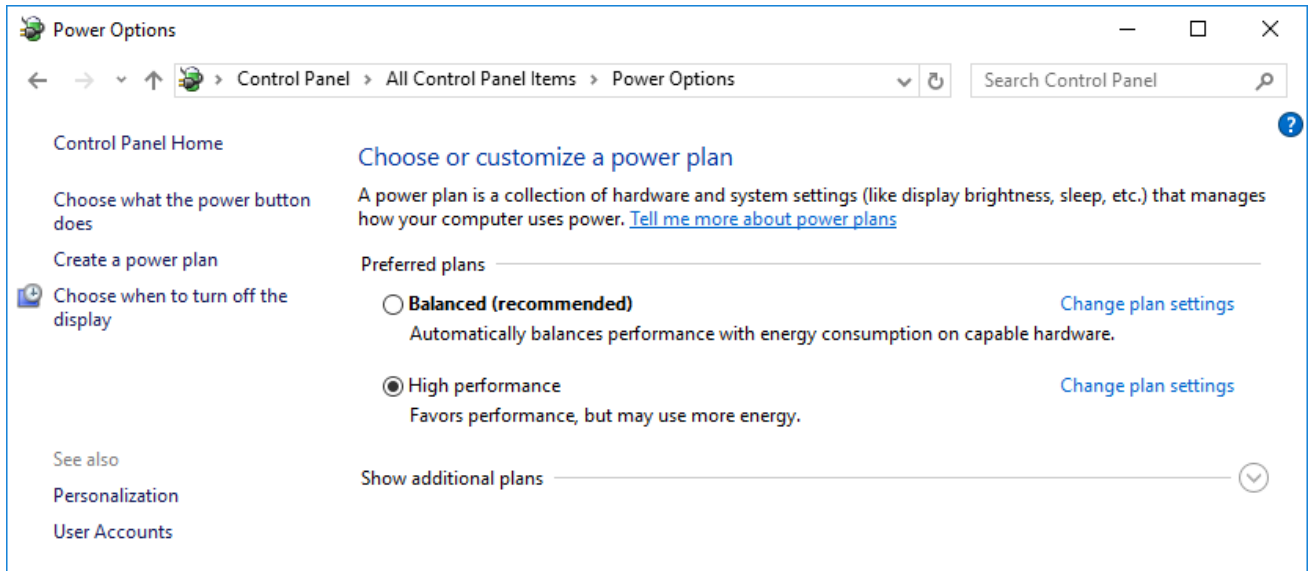 Power Options
Control Panel > All Control Panel Items > Power Options
Search Control Panel
Control Panel Home
Choose what the power button
does
Create a power plan
Choose when to turn off the
display
See also
Personalization
User Accounts
Choose or customize a power plan
A power plan is a collection of hardware and system settings (like display brightness, sleep, etc.) that manages
how your computer uses power. Tell me more about power plans
Preferred plans
Balanced (recommended) Change plan settings
Automatically balances performance with energy consumption on capable hardware.
High performance Change plan settings
Favors performance, but may use more energy.
Show additional plans